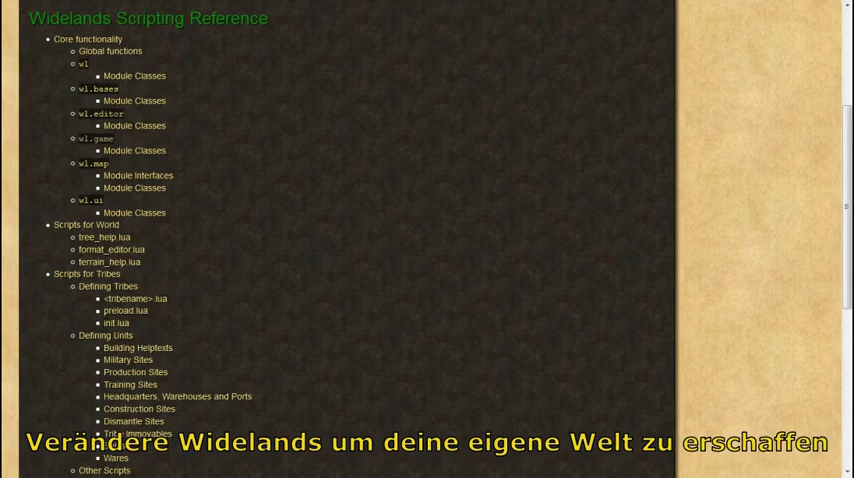 Widelands Scripting Reference
Core functionality
Global functions
wl
Module Classes
wl.bases
Module Classes
wl.editor
Module Classes
wl.game
Module Classes
wl.map
Module Interfaces
Module Classes
wl.ui
Module Classes
Scripts for World
tree_help.lua
format_editor.lua
terrain_help.lua
Scripts for Tribes
Defining Tribes
<tribename>.lua
preload.lua
init.lua
Defining Units
Building Helptexts
Military Sites
Production Sites
Training Sites
Headquarters, Warehouses and Ports
Construction Sites
Dismantle Sites
Immovables
Verändere Widelands um deine eigene Welt zu erschaffen
Wares
Other Scripts